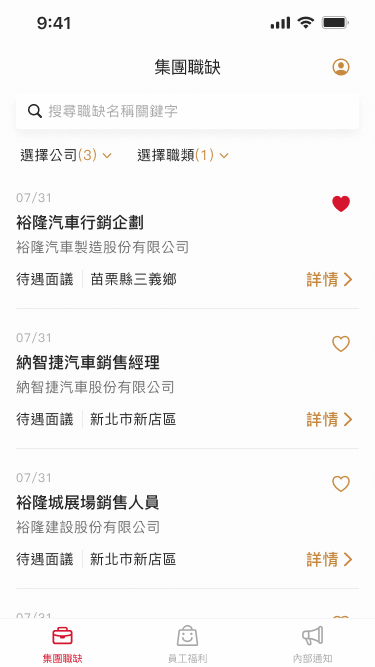 9:41
集團職缺
搜尋職缺名稱關鍵字
選擇公司(3) 選擇職類(1)
07/31
裕隆汽車行銷企劃
裕隆汽車製造股份有限公司
待遇面議 苗栗縣三義鄉 詳情
07/31
納智捷汽車銷售經理
納智捷汽車股份有限公司
待遇面議 新北市新店區 詳情
07/31
裕隆城展場銷售人員
裕隆建設股份有限公司
待遇面議 新北市新店區 詳情
07/31
集團職缺 員工福利 內部通知